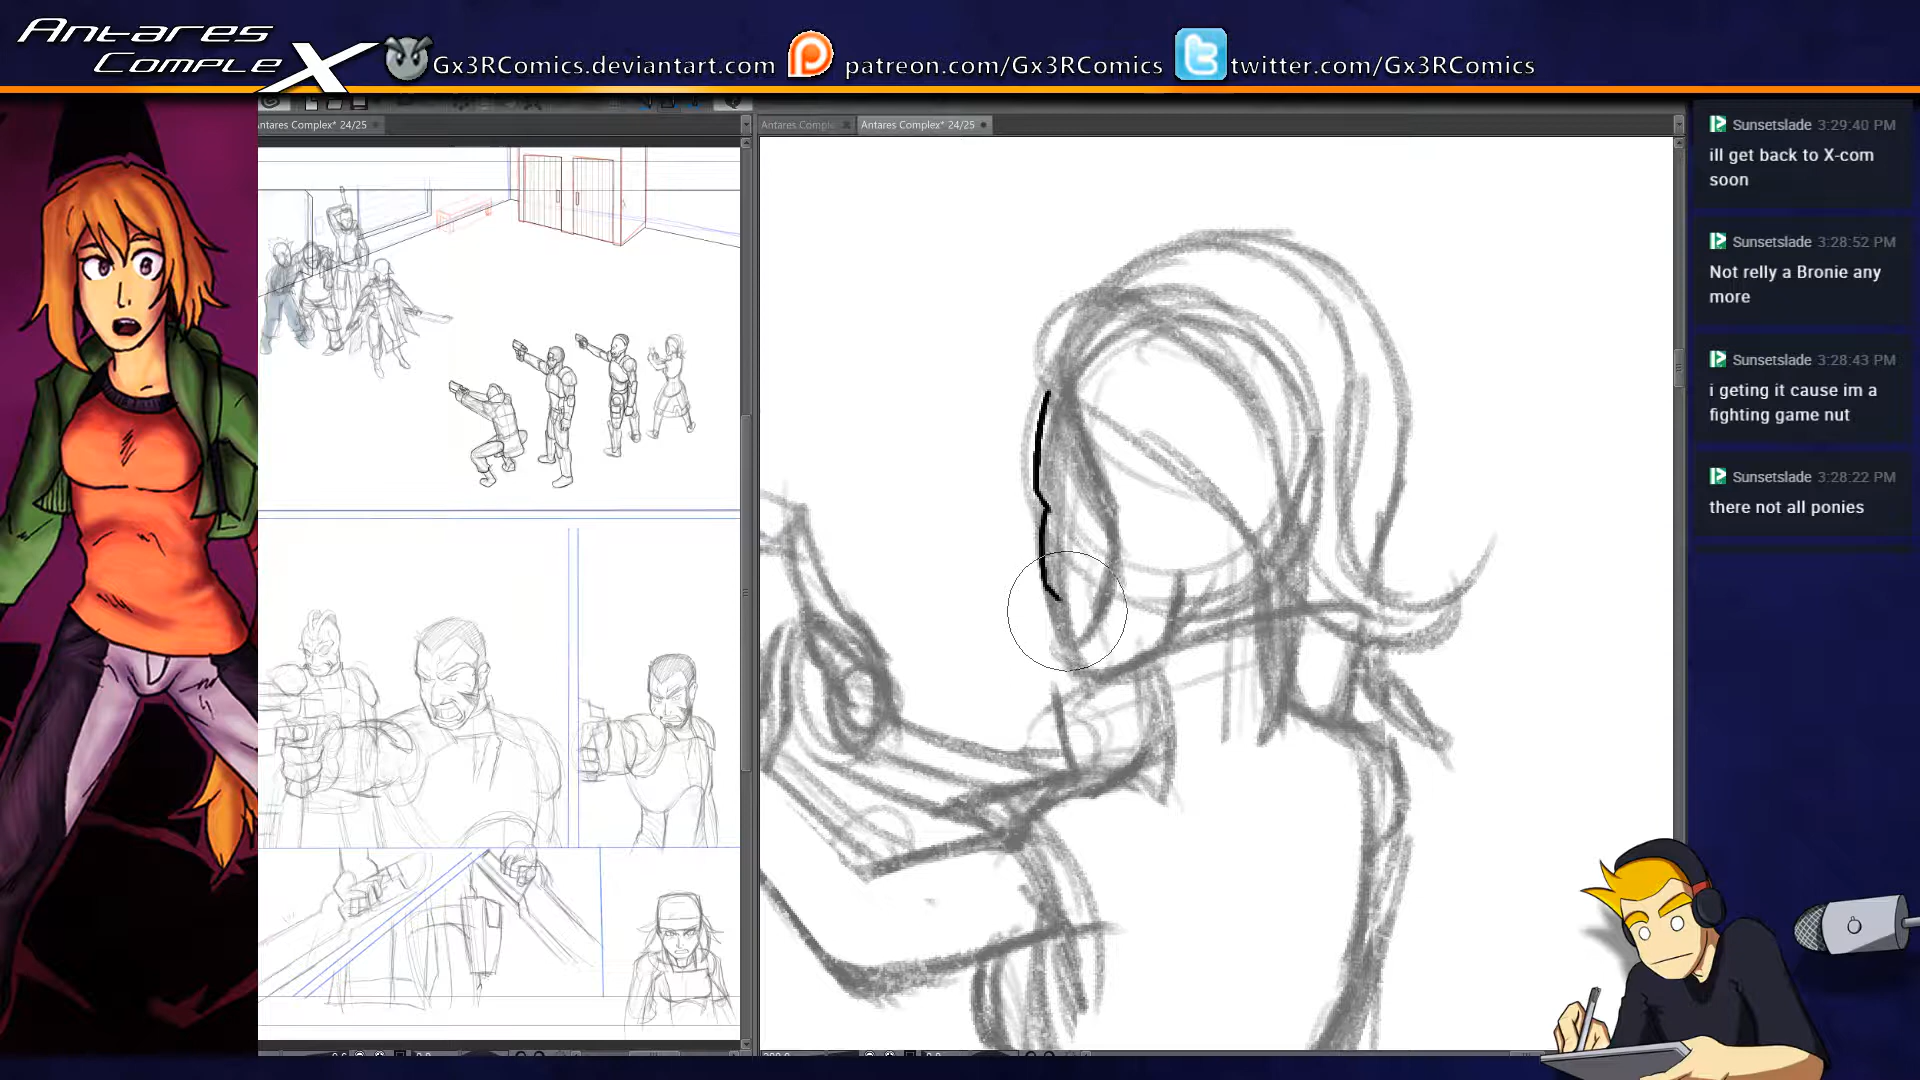 Antares
Complex
Gx3RComics.deviantart.com
patreon.com/Gx3RComics
twitter.com/Gx3RComics
Antares Complex* 24/25
Antares Comple
Antares Complex* 24/25
Sunsetslade 3:29:40 PM
ill get back to X-com
soon
Sunsetslade 3:28:52 PM
Not relly a Bronie any
more
Sunsetslade 3:28:43 PM
i geting it cause im a
fighting game nut
Sunsetslade 3:28:22 PM
there not all ponies